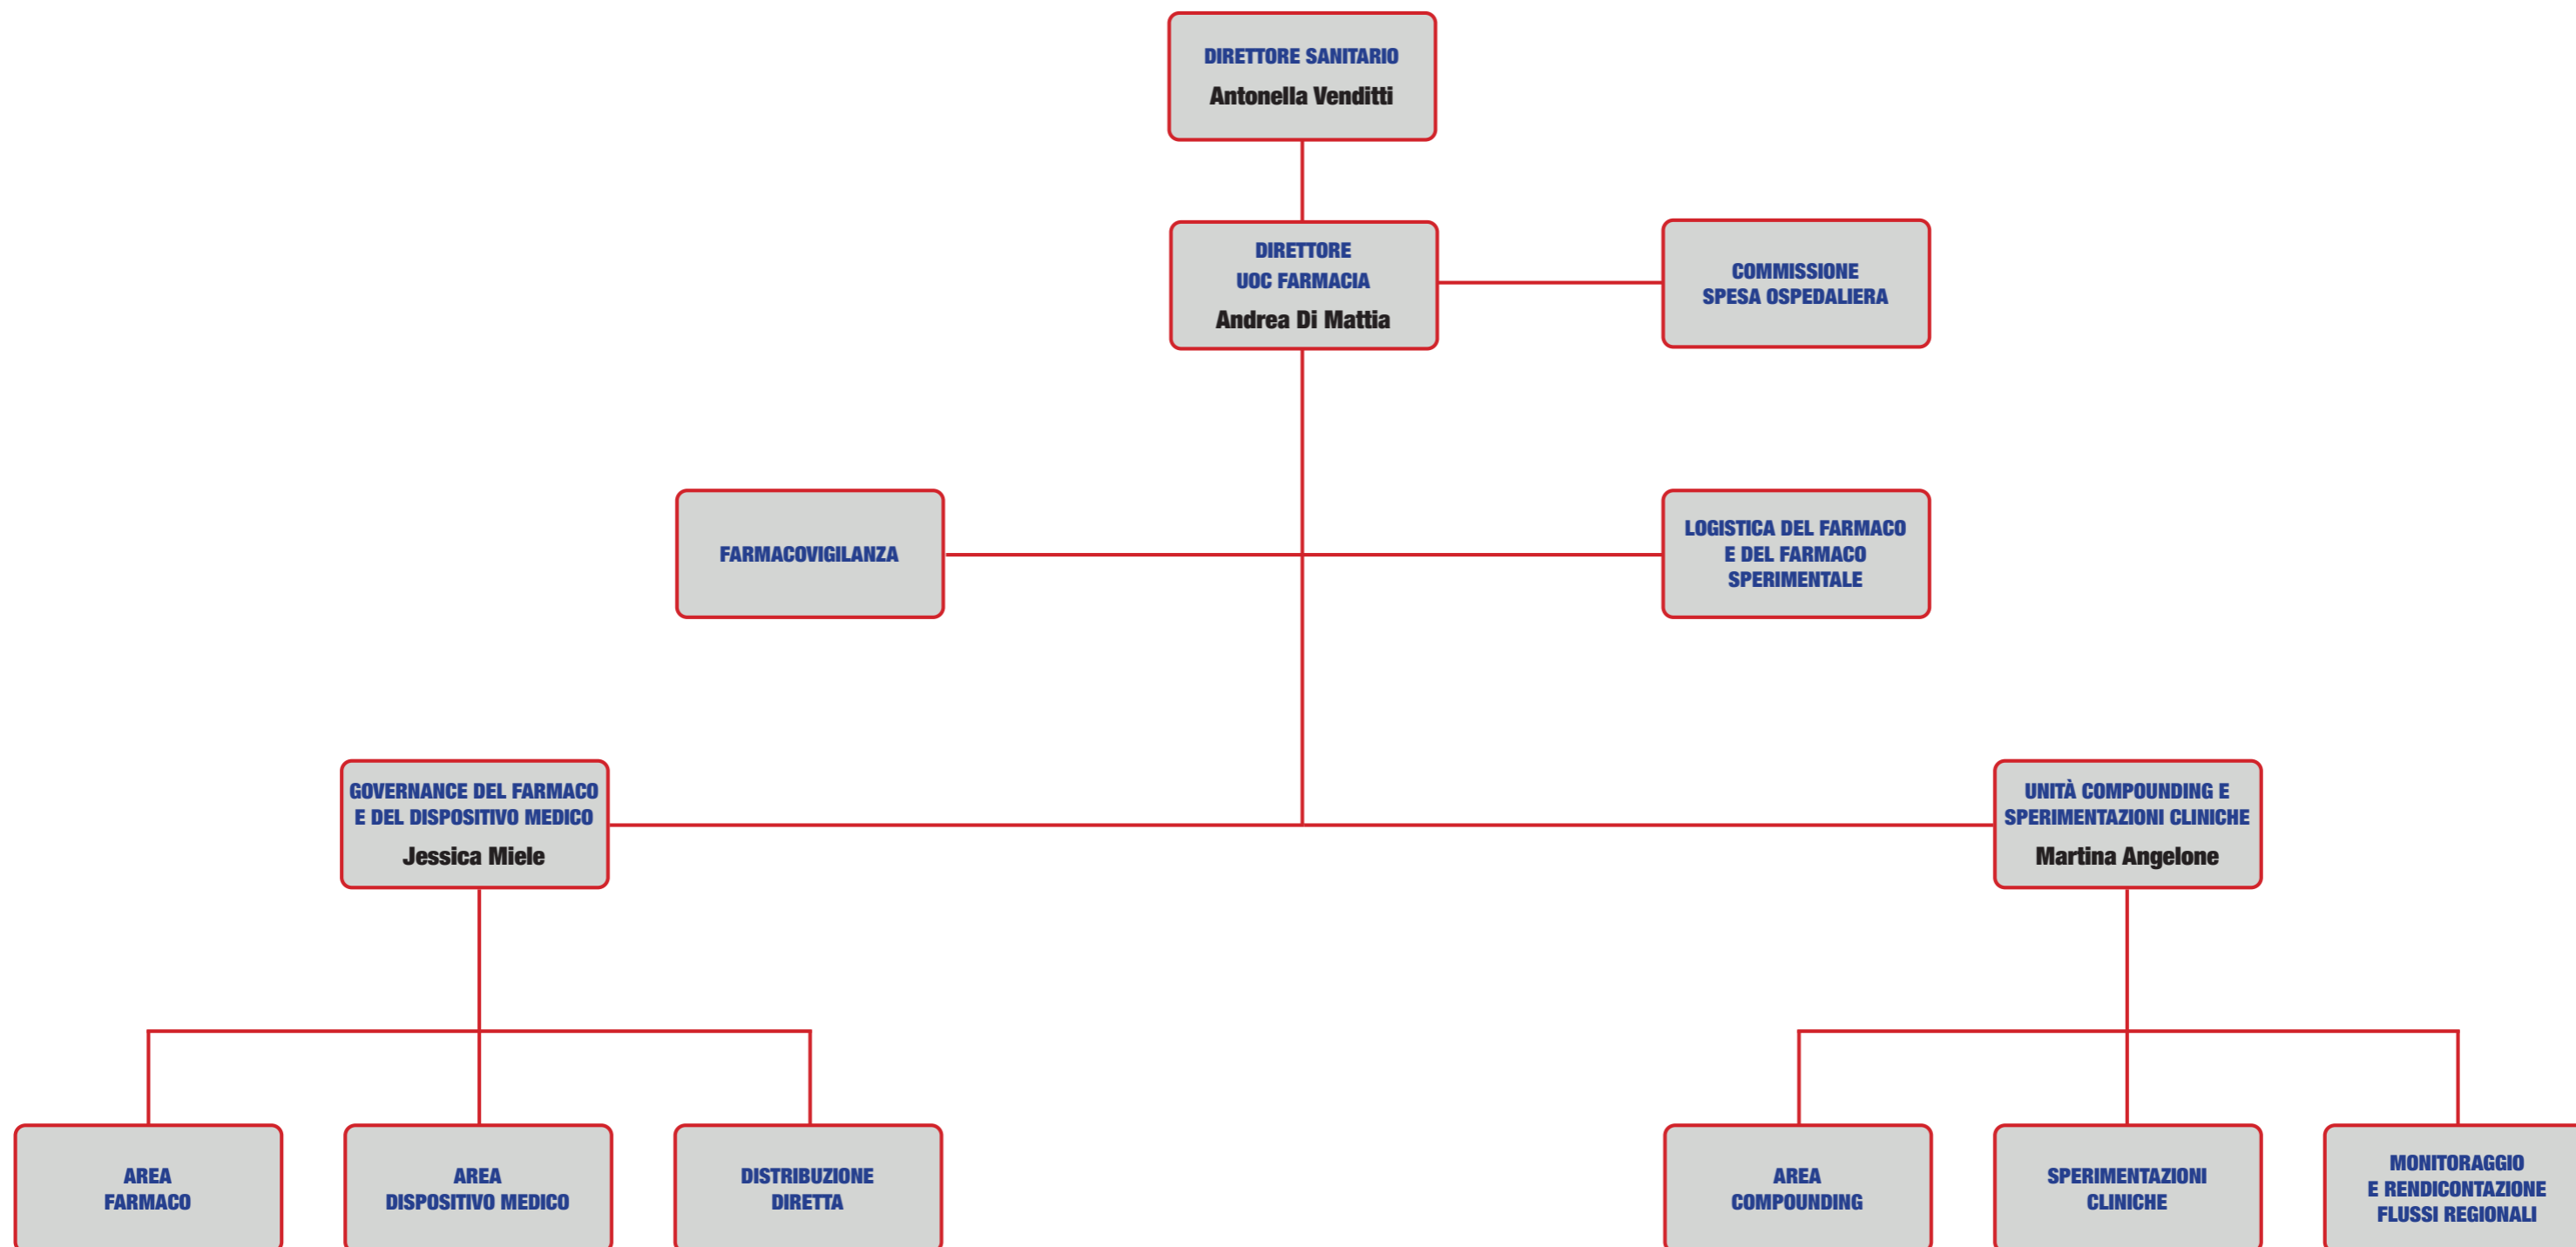 DIRETTORE SANITARIO
Antonella Venditti
DIRETTORE
UOC FARMACIA
Andrea Di Mattia
COMMISSIONE
SPESA OSPEDALIERA
FARMACOVIGILANZA
LOGISTICA DEL FARMACO
E DEL FARMACO
SPERIMENTALE
GOVERNANCE DEL FARMACO
E DEL DISPOSITIVO MEDICO
Jessica Miele
UNITÀ COMPOUNDING E
SPERIMENTAZIONI CLINICHE
Martina Angelone
AREA
FARMACO
AREA
DISPOSITIVO MEDICO
DISTRIBUZIONE
DIRETTA
AREA
COMPOUNDING
SPERIMENTAZIONI
CLINICHE
MONITORAGGIO
E RENDICONTAZIONE
FLUSSI REGIONALI